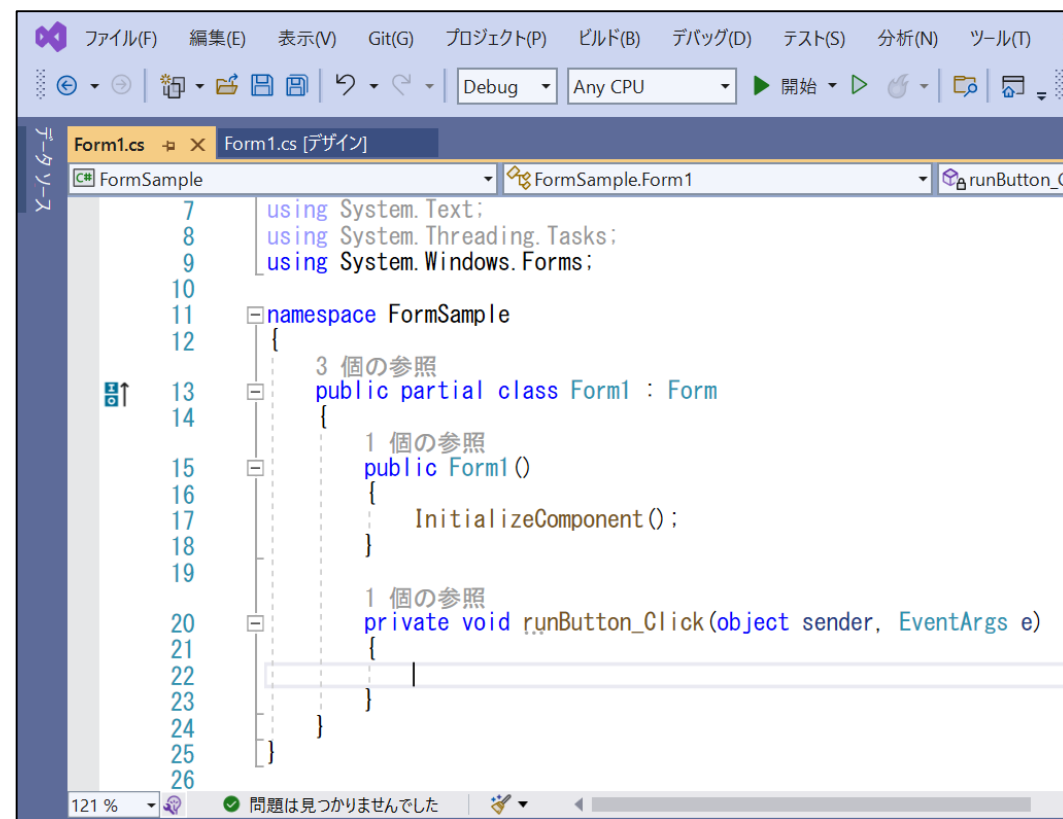 ファイル(F) 編集(E) 表示(V) Git(G) プロジェクト(P) ビルド(B) デバッグ(D) テスト(S) 分析(N) ツール(T)
Debug Any CPU 開始
データ ソース
Form1.cs Form1.cs [デザイン]
C# FormSample FormSample.Form1 runButton_C
7 using System.Text;
8 using System.Threading.Tasks;
9 using System.Windows.Forms;
10
11 namespace FormSample
12 {
3 個の参照
13 public partial class Form1 : Form
14 {
1 個の参照
15 public Form1()
16 {
17 InitializeComponent();
18 }
19
1 個の参照
20 private void runButton_Click(object sender, EventArgs e)
21 {
22
23 }
24 }
25 }
26
121 % 問題は見つかりませんでした